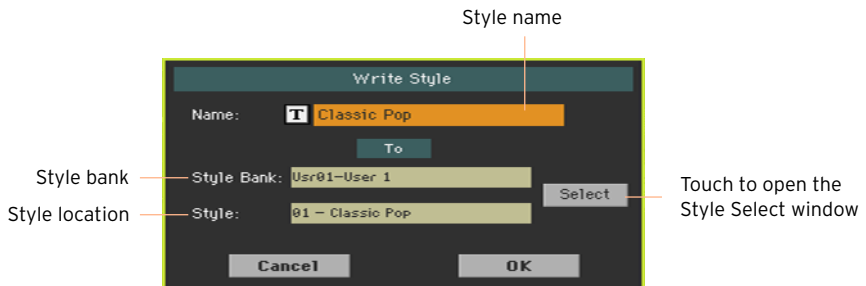 Style name
Write Style
Name: T Classic Pop
To
Style bank
Style Bank: Usr01-User 1
Select
Touch to open the
Style Select window
Style location
Style: 01 - Classic Pop
Cancel OK